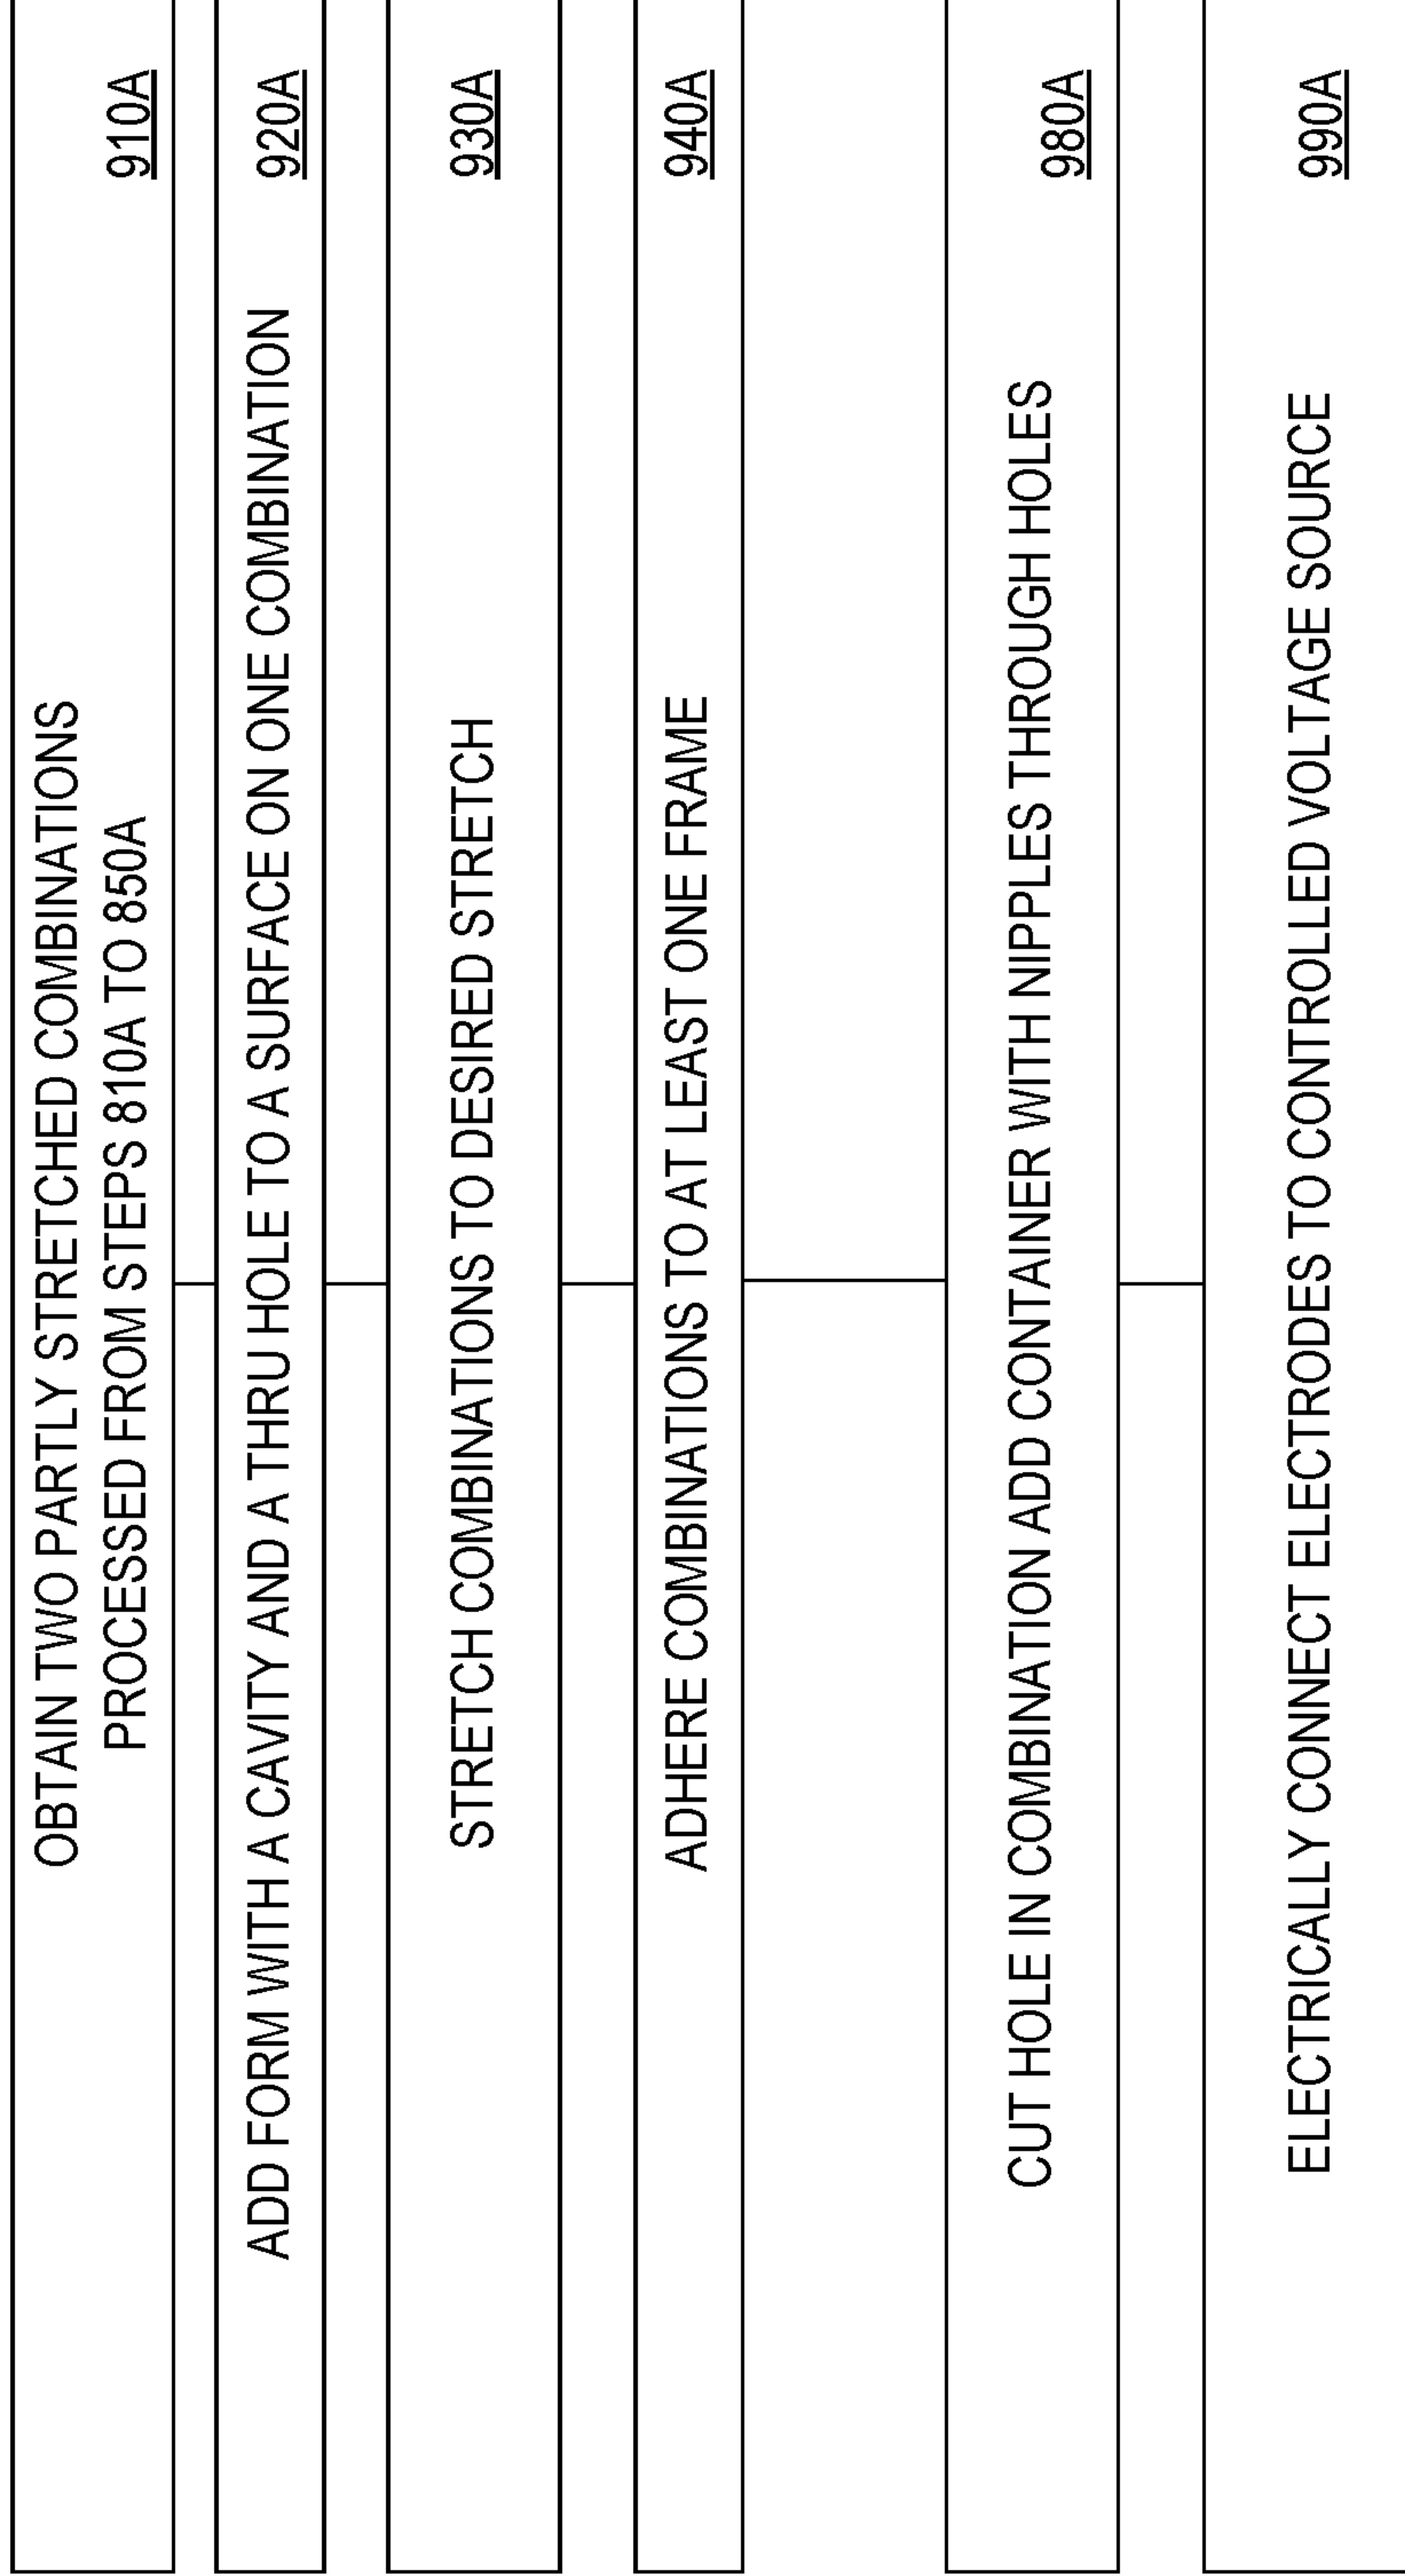 OBTAIN TWO PARTLY STRETCHED COMBINATIONS
PROCESSED FROM STEPS 810A TO 850A 910A
ADD FORM WITH A CAVITY AND A THRU HOLE TO A SURFACE ON ONE COMBINATION 920A
STRETCH COMBINATIONS TO DESIRED STRETCH 930A
ADHERE COMBINATIONS TO AT LEAST ONE FRAME 940A
CUT HOLE IN COMBINATION ADD CONTAINER WITH NIPPLES THROUGH HOLES 980A
ELECTRICALLY CONNECT ELECTRODES TO CONTROLLED VOLTAGE SOURCE 990A